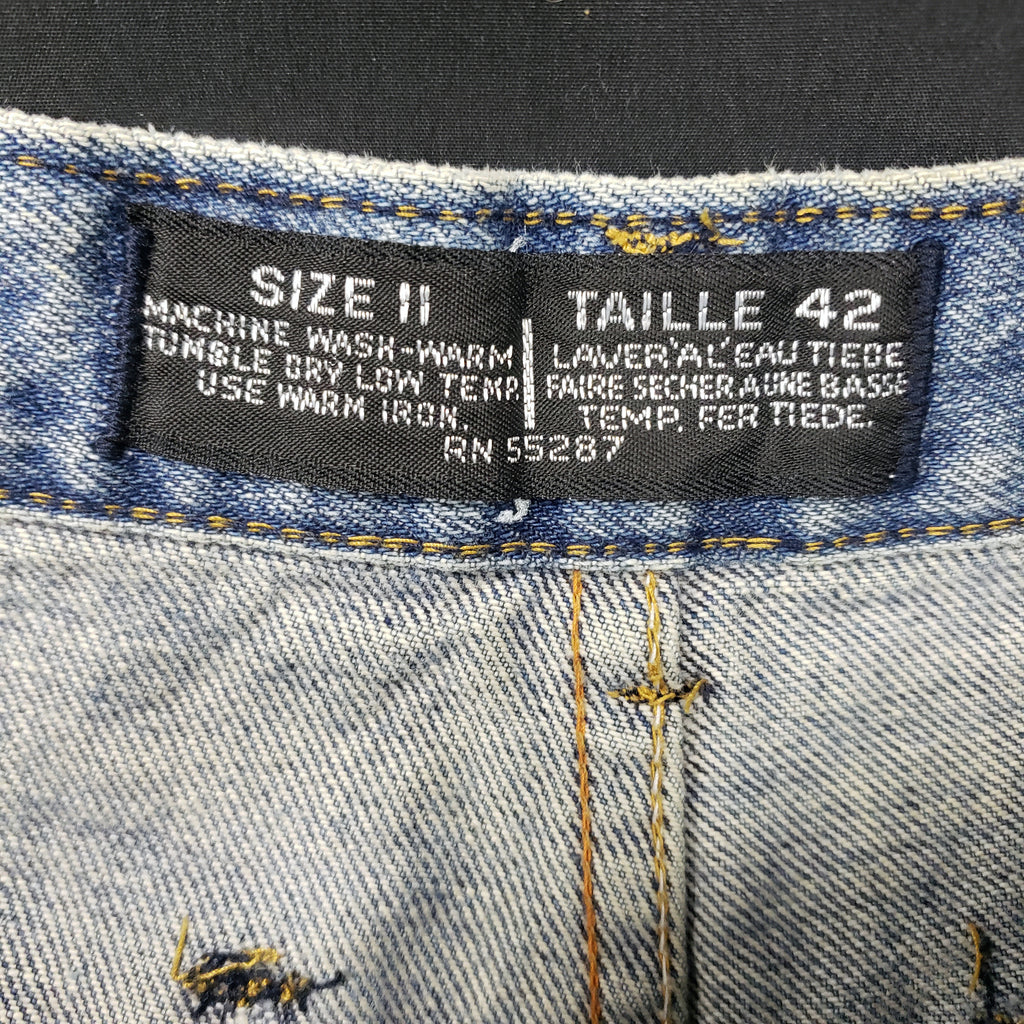 SIZE 11
MACHINE WASH-WARM
TUMBLE DRY LOW TEMP.
USE WARM IRON.
TAILLE 42
LAVER'A L'EAU TIEDE
FAIRE SECHER A UNE BASSE
TEMP. FER TIEDE.
RN 55287